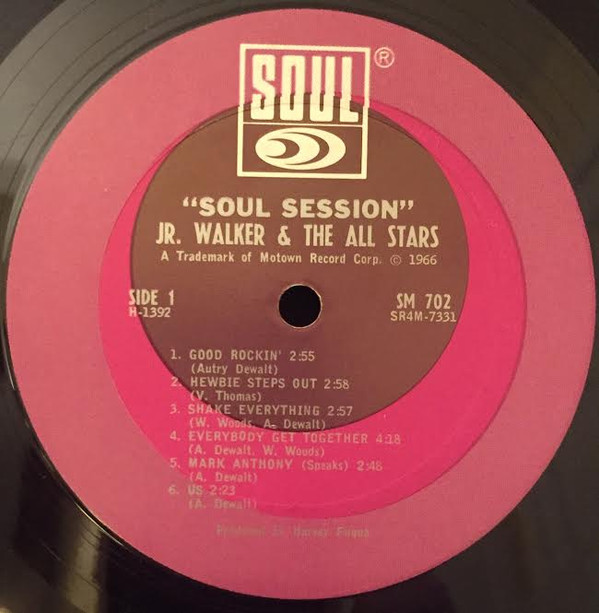 SOUL®
"SOUL SESSION"
JR. WALKER & THE ALL STARS
A Trademark of Motown Record Corp. © 1966
SIDE 1
H-1392
SM 702
SR4M-7331
1. GOOD ROCKIN' 2:55
(Autry Dewalt)
2. HEWBIE STEPS OUT 2:58
(V. Thomas)
3. SHAKE EVERYTHING 2:57
(W. Woods, A. Dewalt)
4. EVERYBODY GET TOGETHER 4:18
(A. Dewalt, W. Woods)
5. MARK ANTHONY (Speaks) 2:48
(A. Dewalt)
6. US 2:23
(A. Dewalt)
Produced by Harvey Fuqua